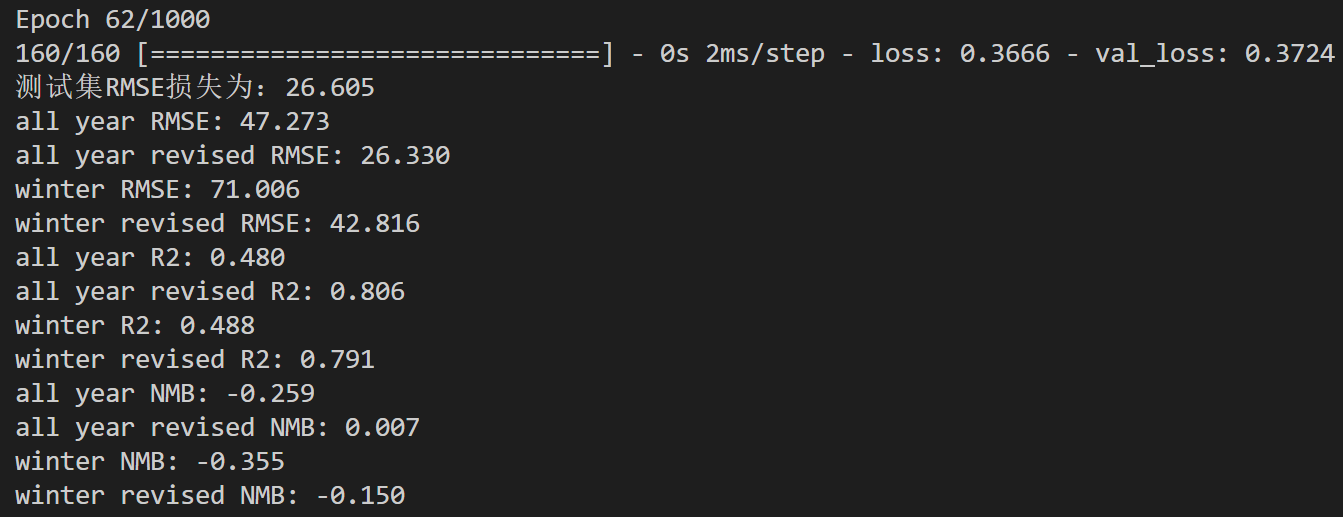 Epoch 62/1000
160/160 [==============================] - 0s 2ms/step - loss: 0.3666 - val_loss: 0.3724
测试集RMSE损失为：26.605
all year RMSE: 47.273
all year revised RMSE: 26.330
winter RMSE: 71.006
winter revised RMSE: 42.816
all year R2: 0.480
all year revised R2: 0.806
winter R2: 0.488
winter revised R2: 0.791
all year NMB: -0.259
all year revised NMB: 0.007
winter NMB: -0.355
winter revised NMB: -0.150